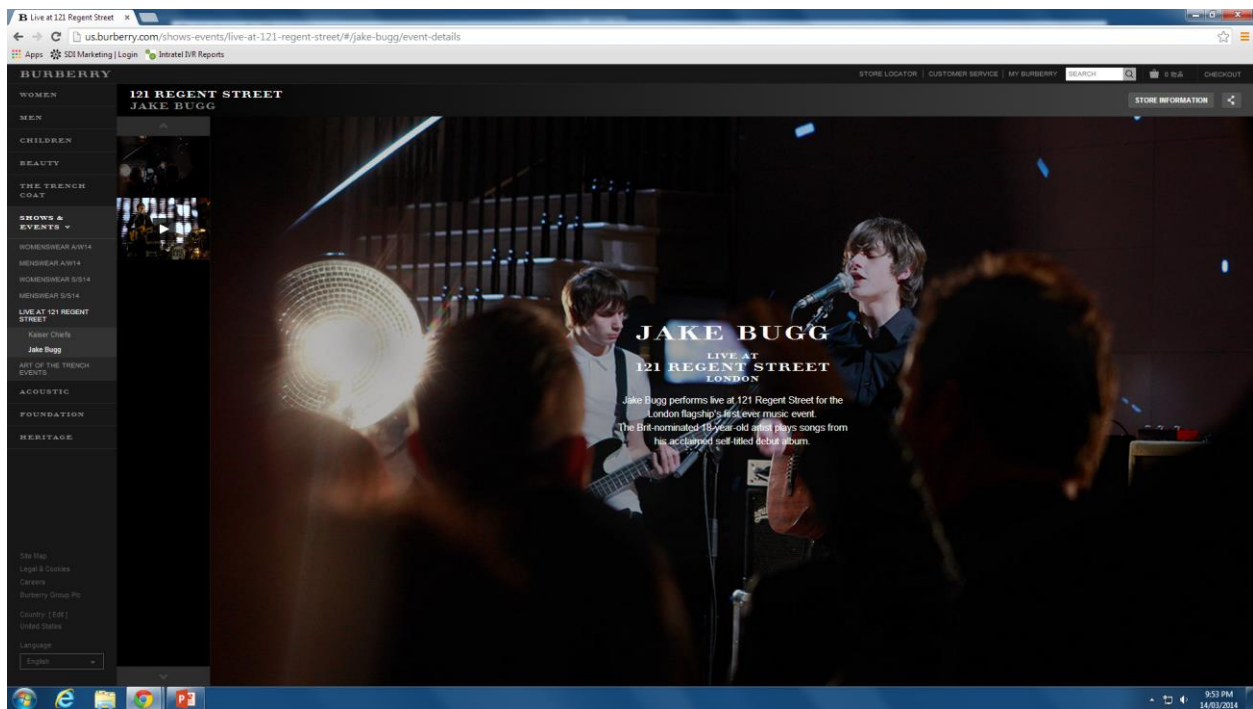 B Live at 121 Regent Street
us.burberry.com/shows-events/live-at-121-regent-street/#/jake-bugg/event-details
Apps SDI Marketing | Login Intratel IVR Reports
BURBERRY
STORE LOCATOR | CUSTOMER SERVICE | MY BURBERRY
SEARCH
CHECKOUT
WOMEN
MEN
CHILDREN
BEAUTY
THE TRENCH
COAT
SHOWS &
EVENTS
WOMENSWEAR A/W14
MENSWEAR A/W14
WOMENSWEAR S/S14
MENSWEAR S/S14
LIVE AT 121 REGENT
STREET
Kaiser Chiefs
Jake Bugg
ART OF THE TRENCH
EVENTS
ACOUSTIC
FOUNDATION
HERITAGE
Site Map
Legal & Cookies
Careers
Burberry Group Plc
Country: [ Edit ]
United States
Language:
English
121 REGENT STREET
JAKE BUGG
STORE INFORMATION
JAKE BUGG
LIVE AT
121 REGENT STREET
LONDON
Jake Bugg performs live at 121 Regent Street for the
London flagship's first ever music event.
The Brit-nominated 18-year-old artist plays songs from
his acclaimed self-titled debut album.
9:53 PM
14/03/2014